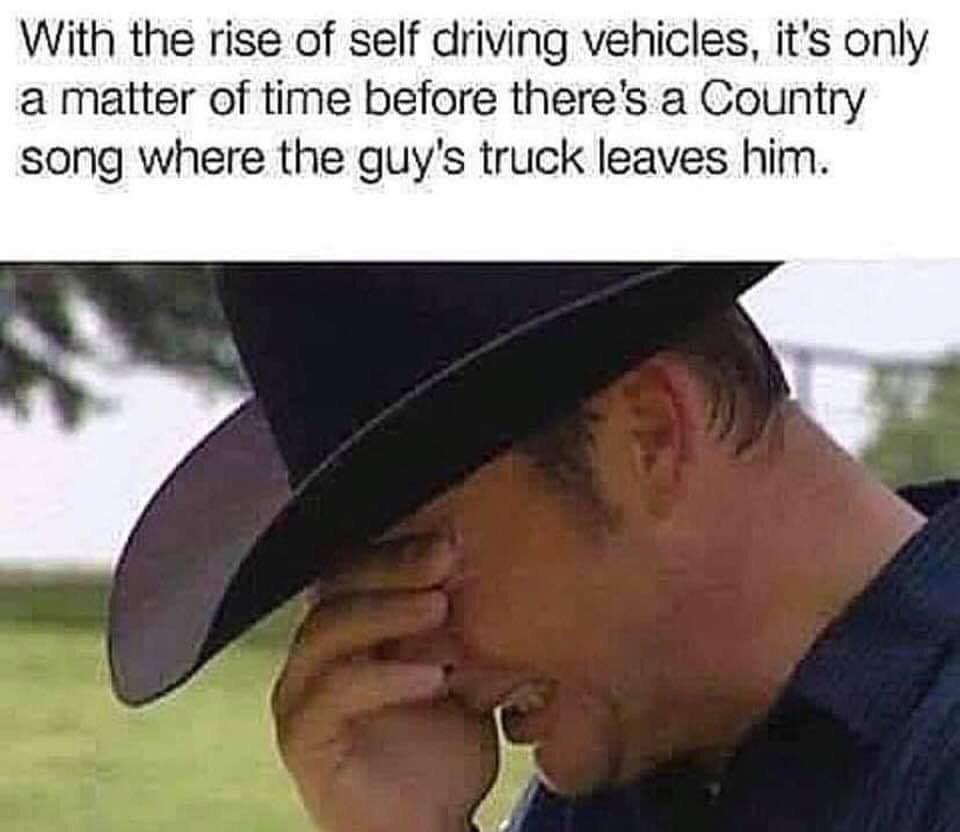 With the rise of self driving vehicles, it's only
a matter of time before there's a Country
song where the guy's truck leaves him.